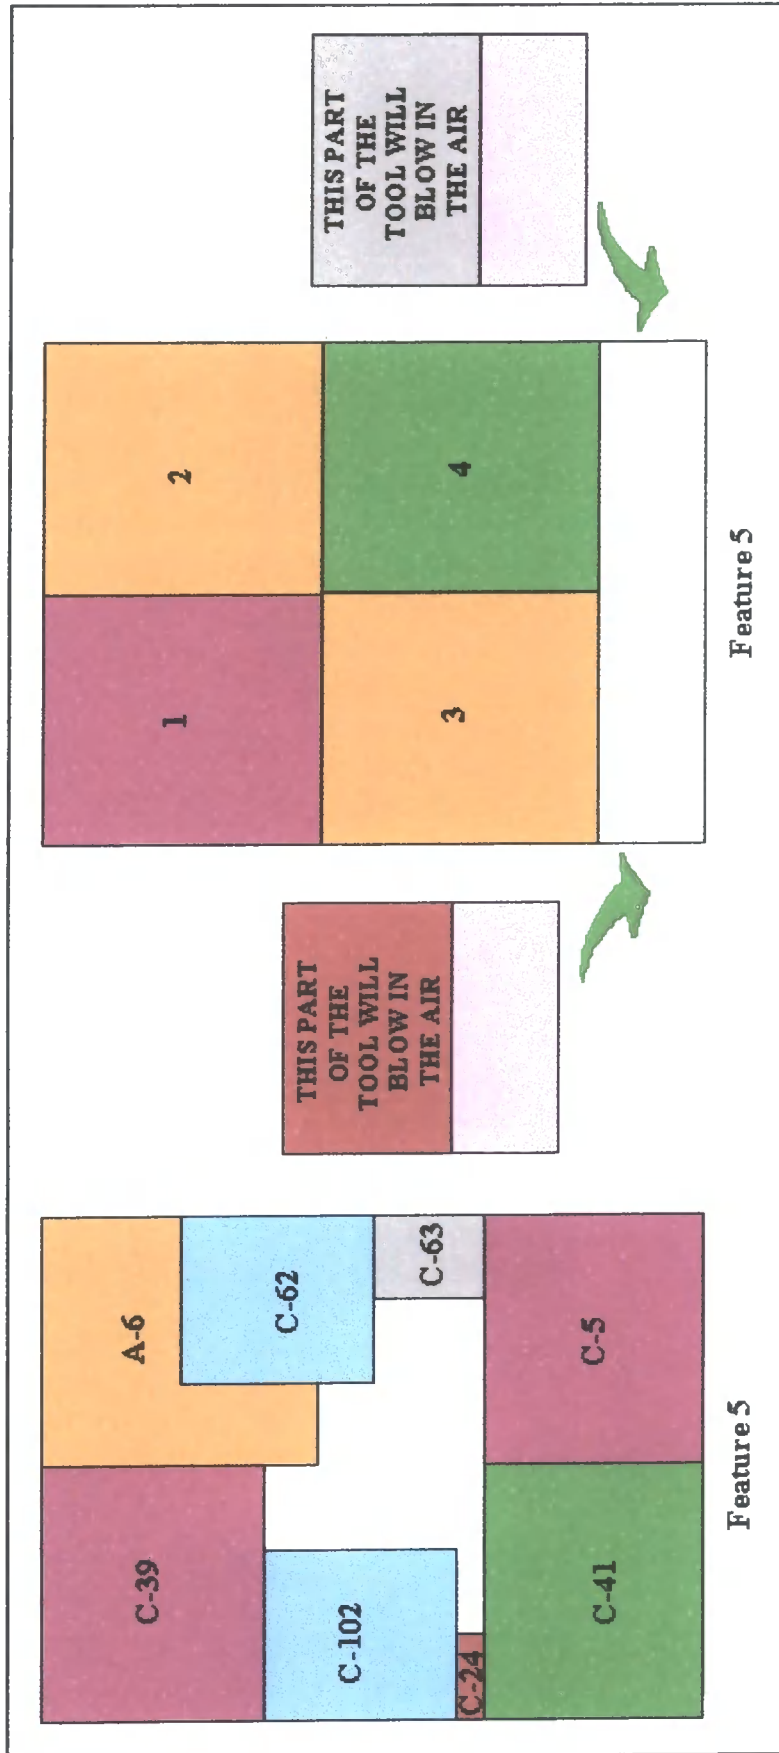 C-39
A-6
C-102
C-62
C-24
C-63
C-41
C-5
Feature 5
THIS PART
OF THE
TOOL WILL
BLOW IN
THE AIR
1
2
3
4
Feature 5
THIS PART
OF THE
TOOL WILL
BLOW IN
THE AIR